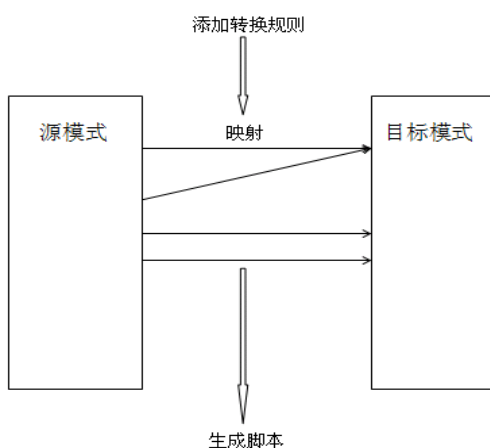 添加转换规则
源模式
映射
目标模式
生成脚本